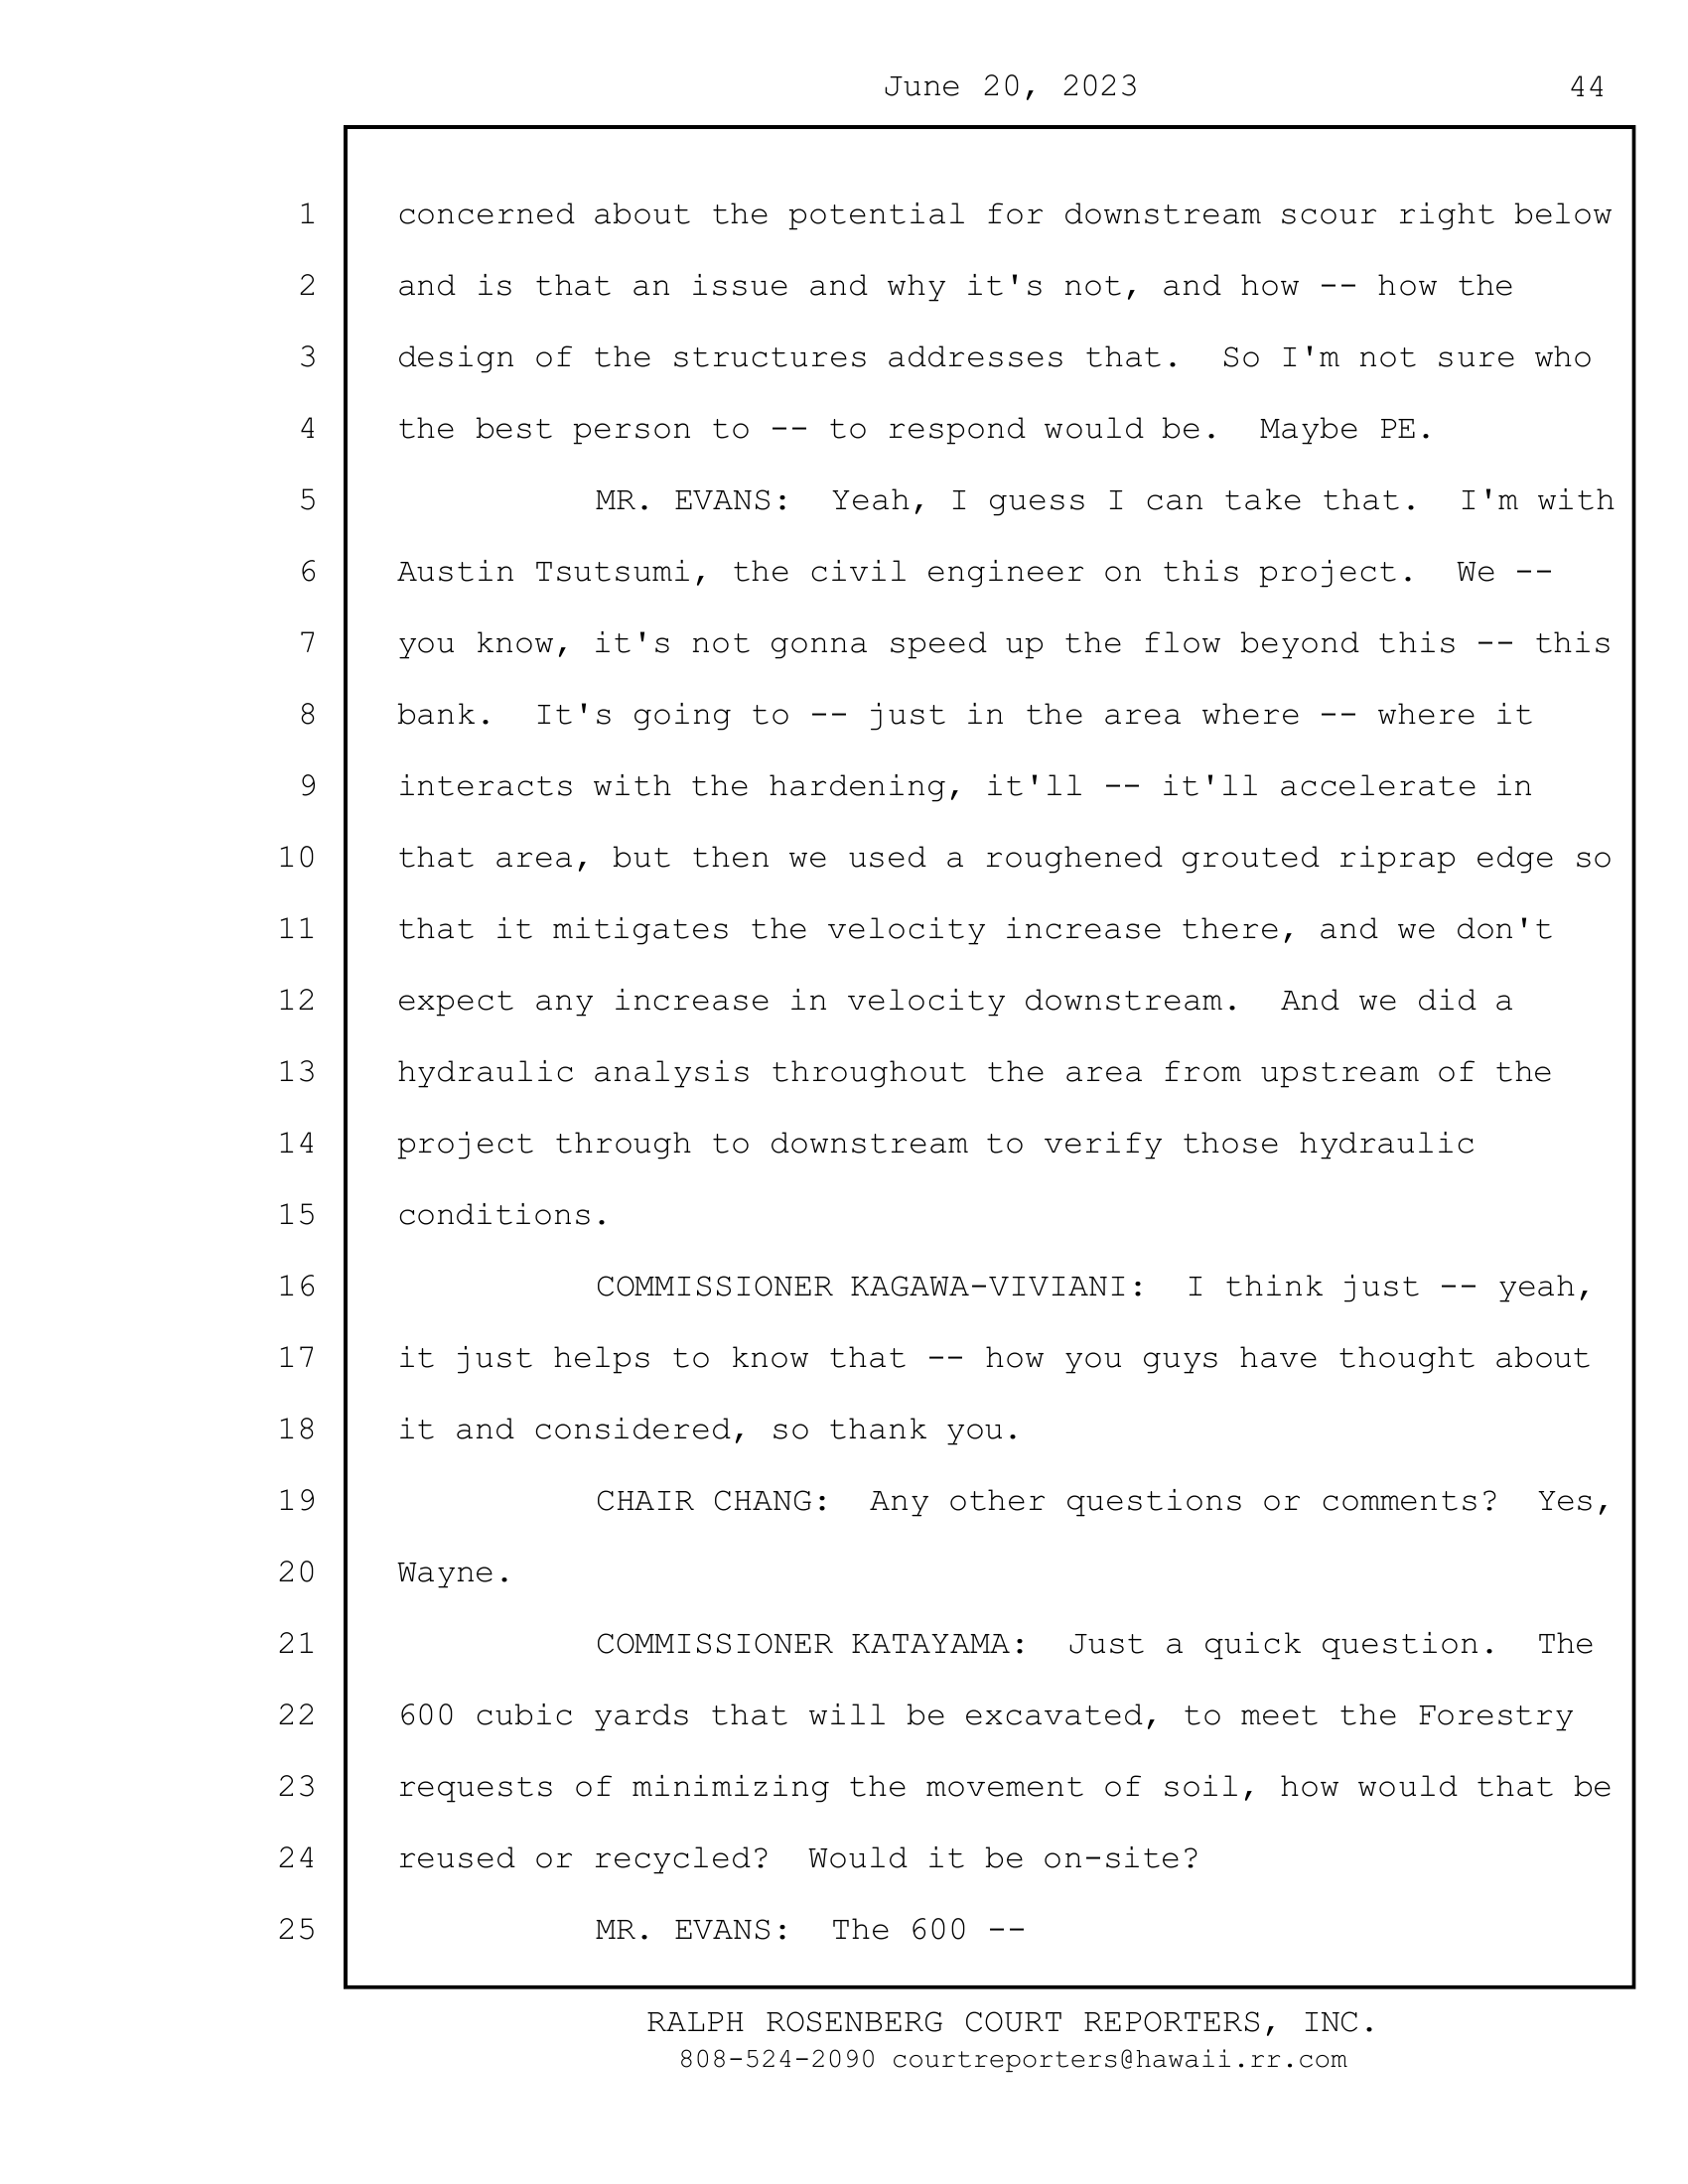 June 20, 2023 44
1 concerned about the potential for downstream scour right below
2 and is that an issue and why it's not, and how -- how the
3 design of the structures addresses that.  So I'm not sure who
4 the best person to -- to respond would be.  Maybe PE.
5 MR. EVANS:  Yeah, I guess I can take that.  I'm with
6 Austin Tsutsumi, the civil engineer on this project.  We --
7 you know, it's not gonna speed up the flow beyond this -- this
8 bank.  It's going to -- just in the area where -- where it
9 interacts with the hardening, it'll -- it'll accelerate in
10 that area, but then we used a roughened grouted riprap edge so
11 that it mitigates the velocity increase there, and we don't
12 expect any increase in velocity downstream.  And we did a
13 hydraulic analysis throughout the area from upstream of the
14 project through to downstream to verify those hydraulic
15 conditions.
16 COMMISSIONER KAGAWA-VIVIANI:  I think just -- yeah,
17 it just helps to know that -- how you guys have thought about
18 it and considered, so thank you.
19 CHAIR CHANG:  Any other questions or comments?  Yes,
20 Wayne.
21 COMMISSIONER KATAYAMA:  Just a quick question.  The
22 600 cubic yards that will be excavated, to meet the Forestry
23 requests of minimizing the movement of soil, how would that be
24 reused or recycled?  Would it be on-site?
25 MR. EVANS:  The 600 --
RALPH ROSENBERG COURT REPORTERS, INC.
808-524-2090 courtreporters@hawaii.rr.com